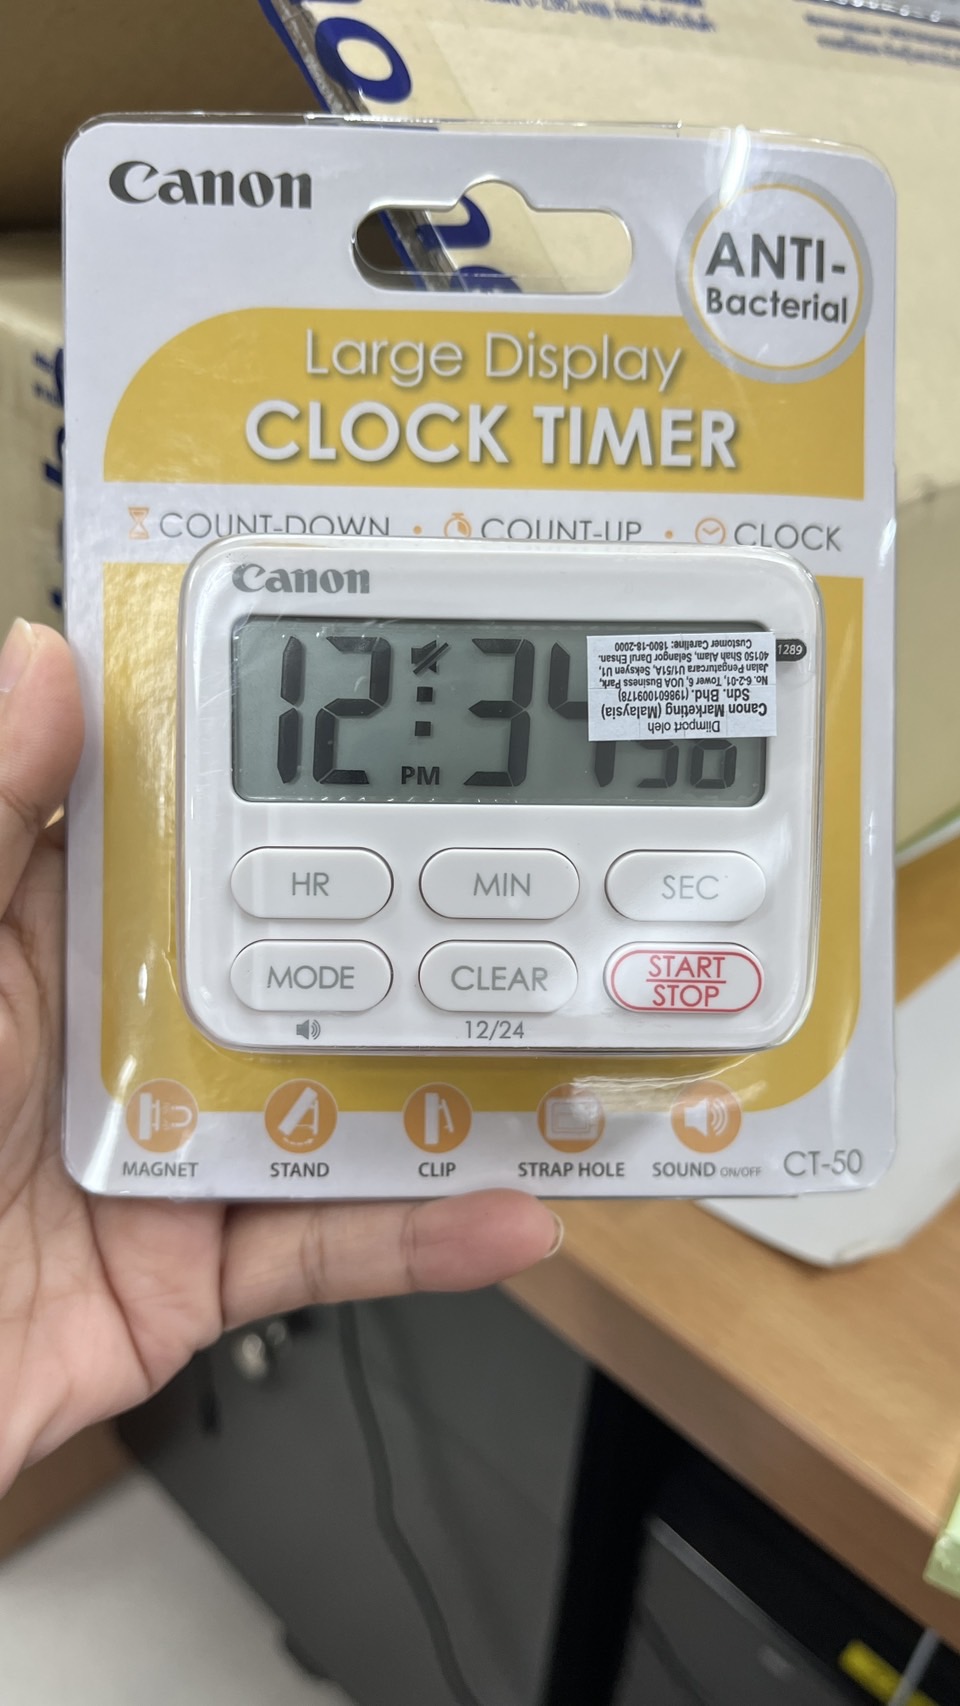 Canon
ANTI-
Bacterial
Large Display
CLOCK TIMER
COUNT-DOWN • COUNT-UP • CLOCK
Canon
12:34 56
PM
1289
Diimport oleh
Canon Marketing (Malaysia)
Sdn. Bhd. (198601009178)
No.6-2-01, Tower 6, UOA Business Park,
Jalan Pengaturcara U1/51A, Seksyen U1,
40150 Shah Alam, Selangor Darul Ehsan.
Customer Careline: 1800-18-2000
HR MIN SEC
MODE CLEAR START
STOP
12/24
MAGNET STAND CLIP STRAP HOLE SOUND ON/OFF CT-50